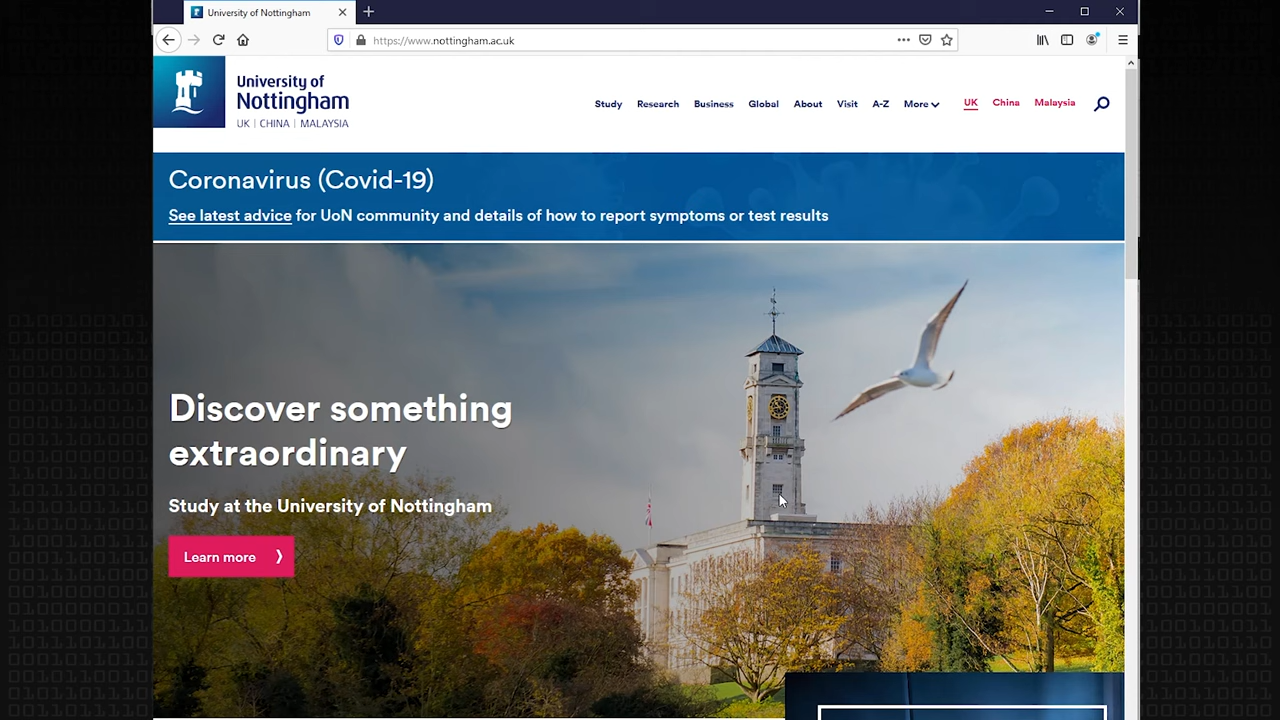 University of Nottingham
https://www.nottingham.ac.uk
University of
Nottingham
UK | CHINA | MALAYSIA
Study Research Business Global About Visit A-Z More UK China Malaysia
Coronavirus (Covid-19)
See latest advice for UoN community and details of how to report symptoms or test results
Discover something
extraordinary
Study at the University of Nottingham
Learn more